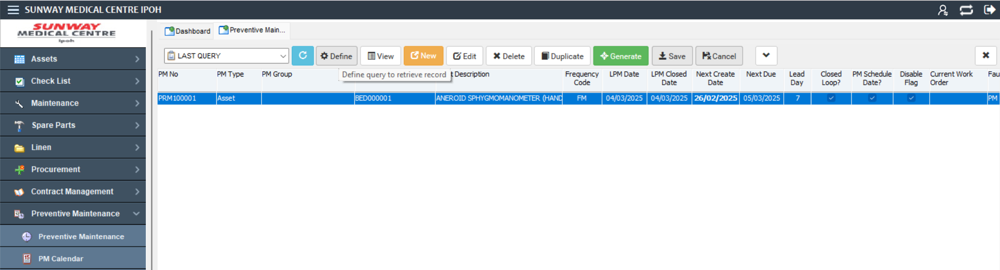 SUNWAY MEDICAL CENTRE IPOH
SUNWAY
MEDICAL CENTRE
Ipoh
Dashboard
Preventive Main...
Assets
LAST QUERY
Define
View
New
Edit
Delete
Duplicate
Generate
Save
Cancel
Define query to retrieve record
PM No
PM Type
PM Group
t Description
Frequency
Code
LPM Date
LPM Closed
Date
Next Create
Date
Next Due
Lead
Day
Closed
Loop?
PM Schedule
Date?
Disable
Flag
Current Work
Order
Fau
PRM100001
Asset
BED000001
ANEROID SPHYGMOMANOMETER (HAND
FM
04/03/2025
04/03/2025
26/02/2025
05/03/2025
7
PM
Check List
Maintenance
Spare Parts
Linen
Procurement
Contract Management
Preventive Maintenance
Preventive Maintenance
15
PM Calendar